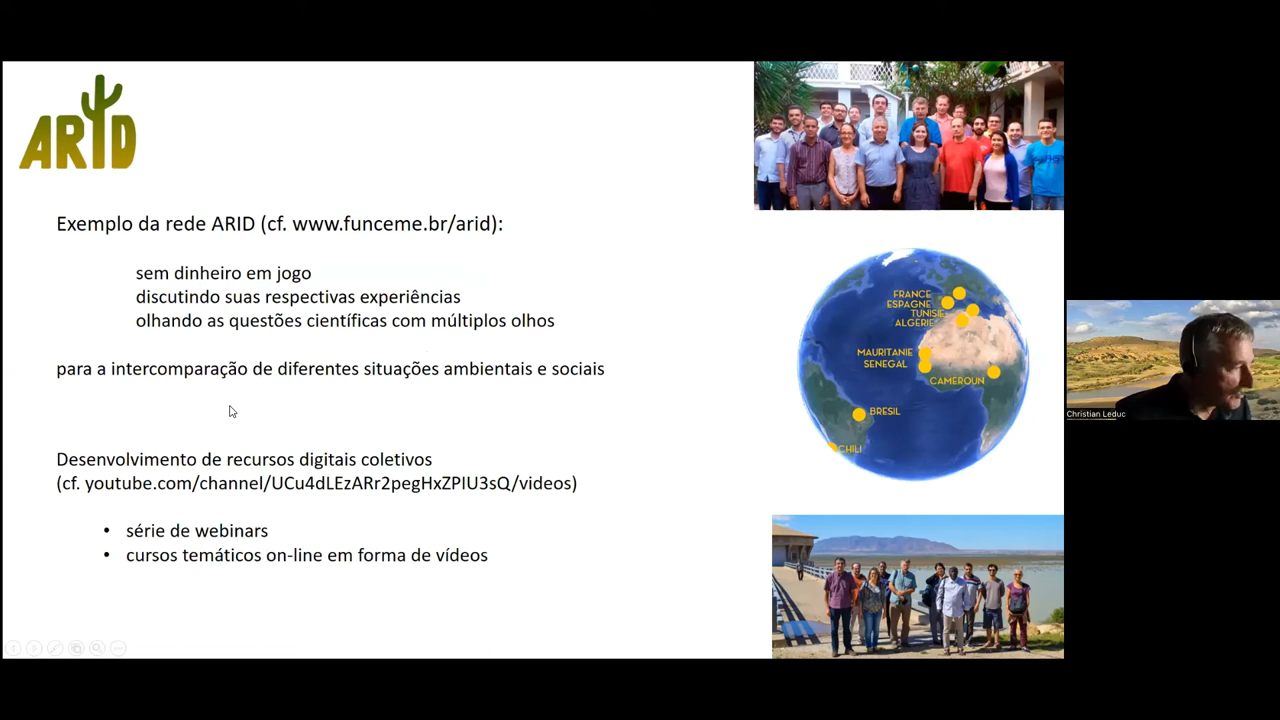 ARID
Exemplo da rede ARID (cf. www.funceme.br/arid):
sem dinheiro em jogo
discutindo suas respectivas experiências
olhando as questões científicas com múltiplos olhos
para a intercomparação de diferentes situações ambientais e sociais
Desenvolvimento de recursos digitais coletivos
(cf. youtube.com/channel/UCu4dLEzARr2pegHxZPIU3sQ/videos)
• série de webinars
• cursos temáticos on-line em forma de vídeos
FRANCE
ESPAGNE
TUNISIE
ALGERIE
MAURITANIE
SENEGAL
CAMEROUN
BRESIL
CHILI
Christian Leduc